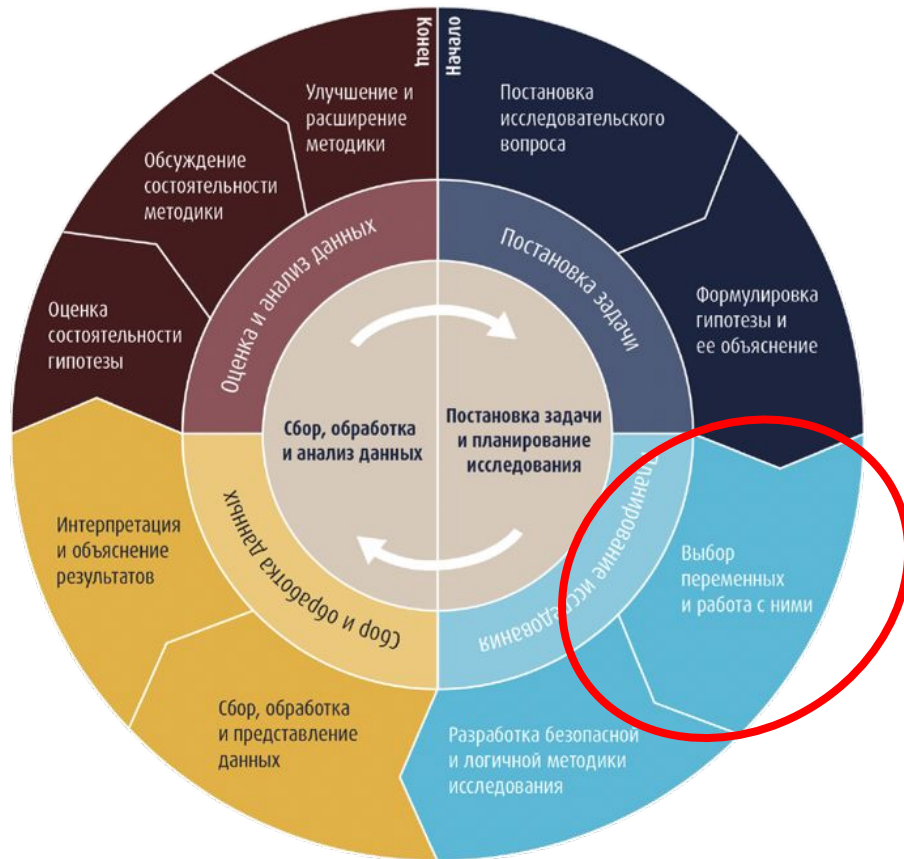 Конец
Начало
Постановка
исследовательского
вопроса
Формулировка
гипотезы и
ее объяснение
Постановка задачи
Выбор
переменных
и работа с ними
Разработка безопасной
и логичной методики
исследования
Планирование исследования
Сбор, обработка
и представление
данных
Интерпретация
и объяснение
результатов
Сбор и обработка данных
Оценка
состоятельности
гипотезы
Обсуждение
состоятельности
методики
Улучшение и
расширение
методики
Оценка и анализ данных
Сбор, обработка
и анализ данных
Постановка задачи
и планирование
исследования